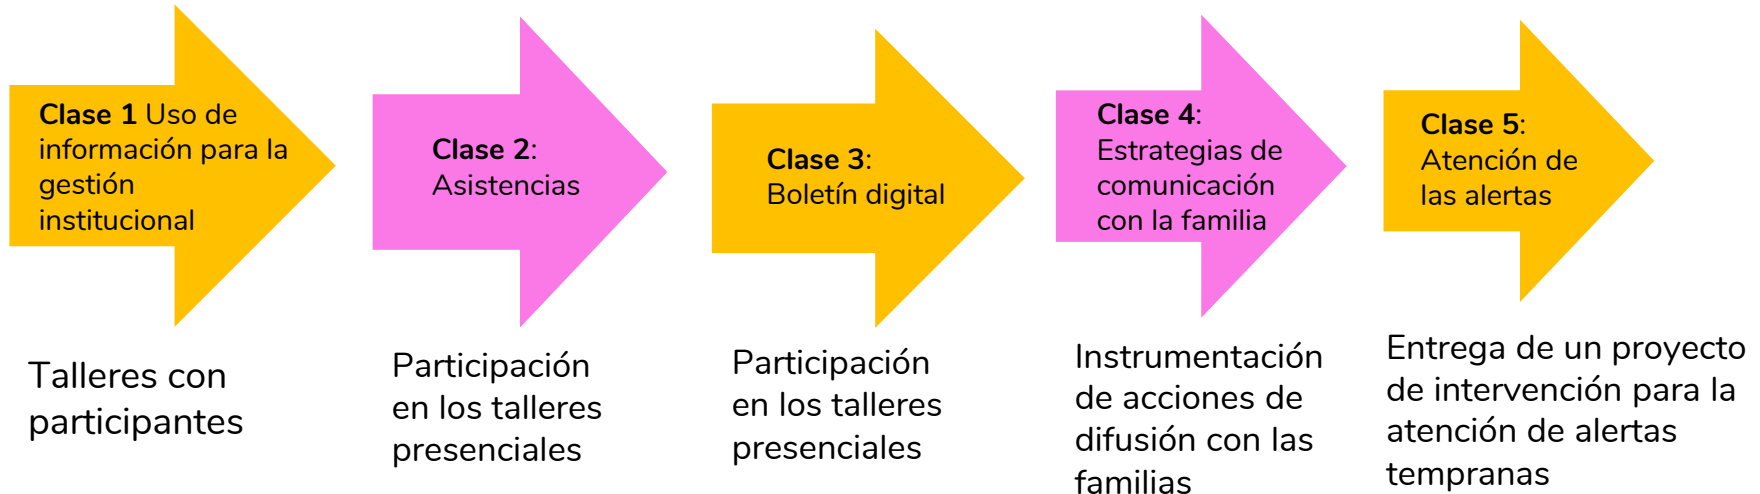 Clase 1 Uso de
información para la
gestión
institucional
Clase 2:
Asistencias
Clase 3:
Boletín digital
Clase 4:
Estrategias de
comunicación
con la familia
Clase 5:
Atención de
las alertas
Talleres con
participantes
Participación
en los talleres
presenciales
Participación
en los talleres
presenciales
Instrumentación
de acciones de
difusión con las
familias
Entrega de un proyecto
de intervención para la
atención de alertas
tempranas